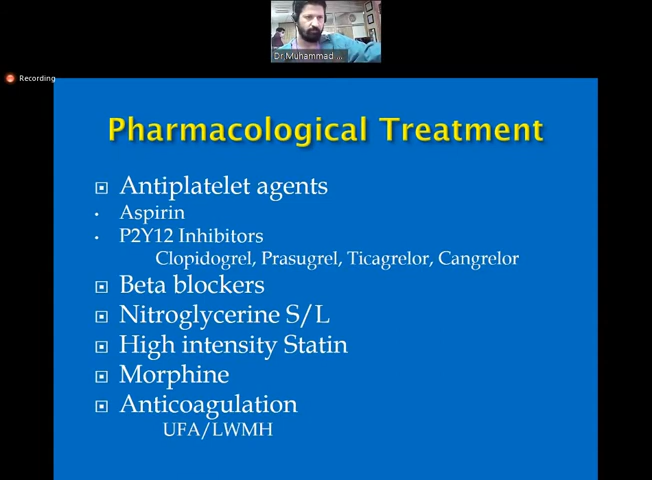 Dr.Muhammad ...
Recording
Pharmacological Treatment
Antiplatelet agents
Aspirin
P2Y12 Inhibitors
Clopidogrel, Prasugrel, Ticagrelor, Cangrelor
Beta blockers
Nitroglycerine S/L
High intensity Statin
Morphine
Anticoagulation
UFA/LWMH